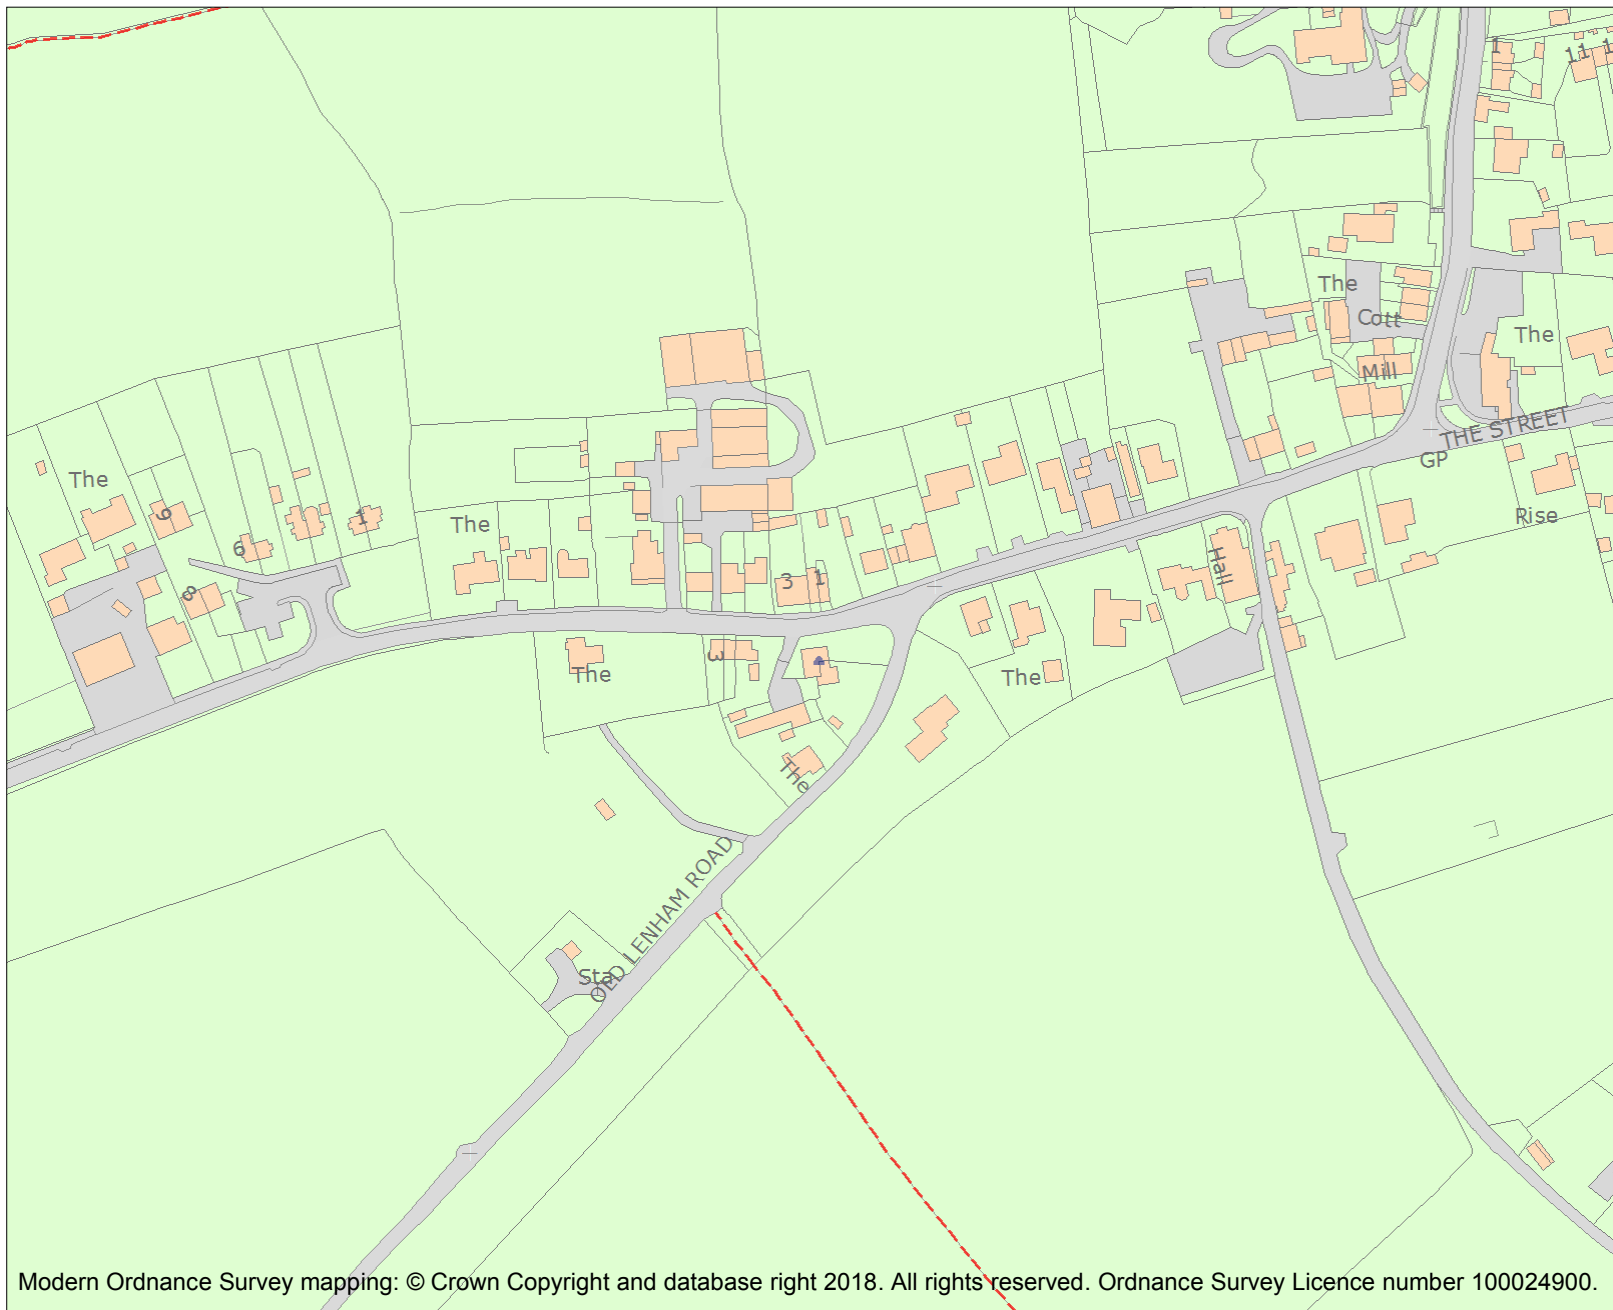 1
11
1
The
Cott
The
Mill
THE STREET
GP
Rise
The
9
6
1
8
The
3
1
Hall
3
The
The
The
OLD LENHAM ROAD
Sta
Modern Ordnance Survey mapping: © Crown Copyright and database right 2018. All rights reserved. Ordnance Survey Licence number 100024900.